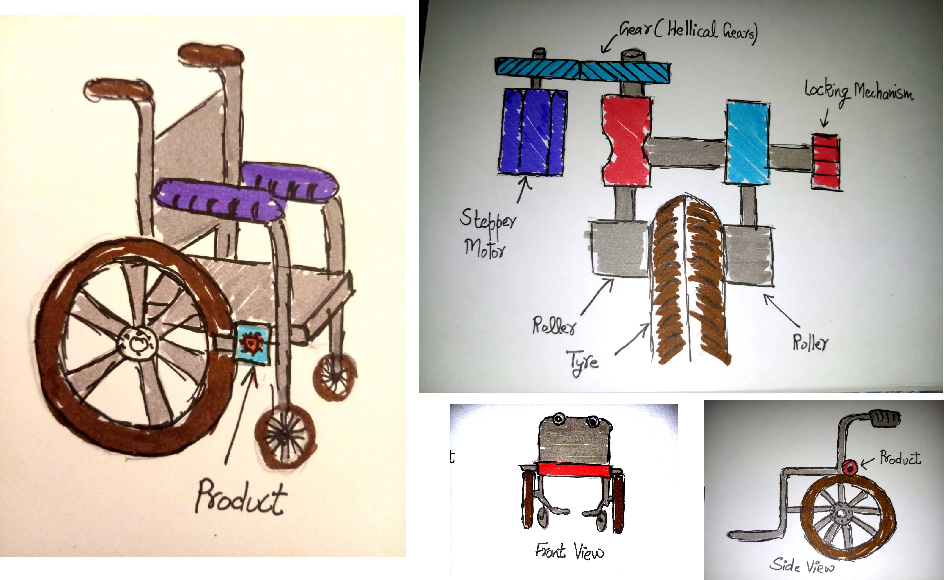 Product
Gear (Hellical Gears)
Locking Mechanism
Stepper
Motor
Roller
Tyre
Roller
t
Front View
Product
Side View